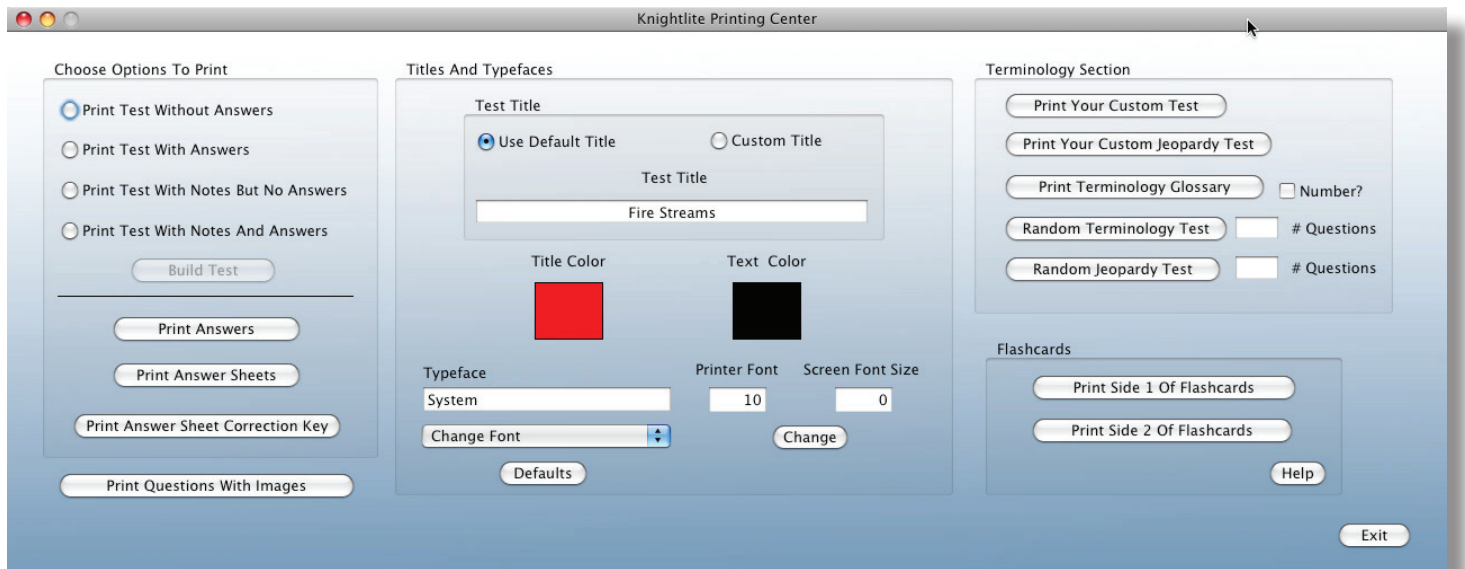 Knightlite Printing Center
Choose Options To Print
Print Test Without Answers
Print Test With Answers
Print Test With Notes But No Answers
Print Test With Notes And Answers
Build Test
Print Answers
Print Answer Sheets
Print Answer Sheet Correction Key
Print Questions With Images
Titles And Typefaces
Test Title
Use Default Title Custom Title
Test Title
Fire Streams
Title Color Text Color
Typeface Printer Font Screen Font Size
System 10 0
Change Font Change
Defaults
Terminology Section
Print Your Custom Test
Print Your Custom Jeopardy Test
Print Terminology Glossary Number?
Random Terminology Test # Questions
Random Jeopardy Test # Questions
Flashcards
Print Side 1 Of Flashcards
Print Side 2 Of Flashcards
Help
Exit